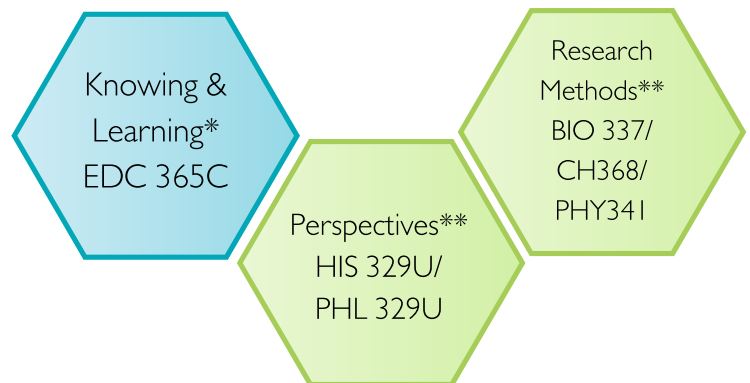 Knowing &
Learning*
EDC 365C
Perspectives**
HIS 329U/
PHL 329U
Research
Methods**
BIO 337/
CH368/
PHY341